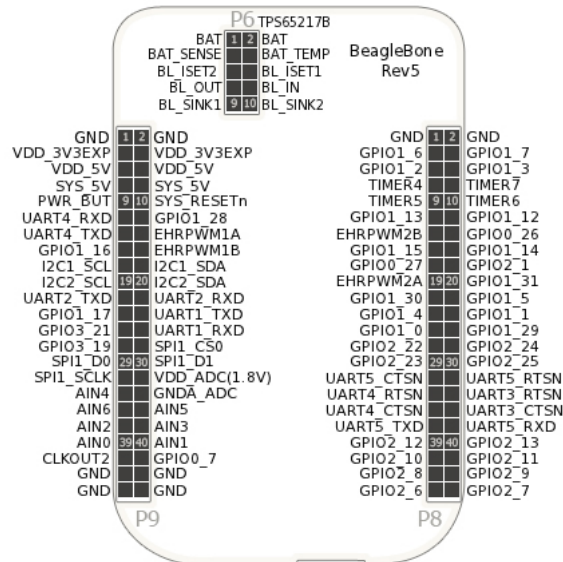 P6 TPS65217B
BAT 1 2 BAT
BAT_SENSE BAT_TEMP
BL_ISET2 BL_ISET1
BL_OUT BL_IN
BL_SINK1 9 10 BL_SINK2
BeagleBone
Rev5
GND 1 2 GND
VDD_3V3EXP VDD_3V3EXP
VDD_5V VDD_5V
SYS_5V SYS_5V
PWR_BUT 9 10 SYS_RESETn
UART4_RXD GPIO1_28
UART4_TXD EHRPWM1A
GPIO1_16 EHRPWM1B
I2C1_SCL I2C1_SDA
I2C2_SCL 19 20 I2C2_SDA
UART2_TXD UART2_RXD
GPIO1_17 UART1_TXD
GPIO3_21 UART1_RXD
GPIO3_19 SPI1_CS0
SPI1_D0 29 30 SPI1_D1
SPI1_SCLK VDD_ADC(1.8V)
AIN4 GNDA_ADC
AIN6 AIN5
AIN2 AIN3
AIN0 39 40 AIN1
CLKOUT2 GPIO0_7
GND GND
GND GND
P9
GND 1 2 GND
GPIO1_6 GPIO1_7
GPIO1_2 GPIO1_3
TIMER4 TIMER7
TIMER5 9 10 TIMER6
GPIO1_13 GPIO1_12
EHRPWM2B GPIO0_26
GPIO1_15 GPIO1_14
GPIO0_27 GPIO2_1
EHRPWM2A 19 20 GPIO1_31
GPIO1_30 GPIO1_5
GPIO1_4 GPIO1_1
GPIO1_0 GPIO1_29
GPIO2_22 GPIO2_24
GPIO2_23 29 30 GPIO2_25
UART5_CTSN UART5_RTSN
UART4_RTSN UART3_RTSN
UART4_CTSN UART3_CTSN
UART5_TXD UART5_RXD
GPIO2_12 39 40 GPIO2_13
GPIO2_10 GPIO2_11
GPIO2_8 GPIO2_9
GPIO2_6 GPIO2_7
P8